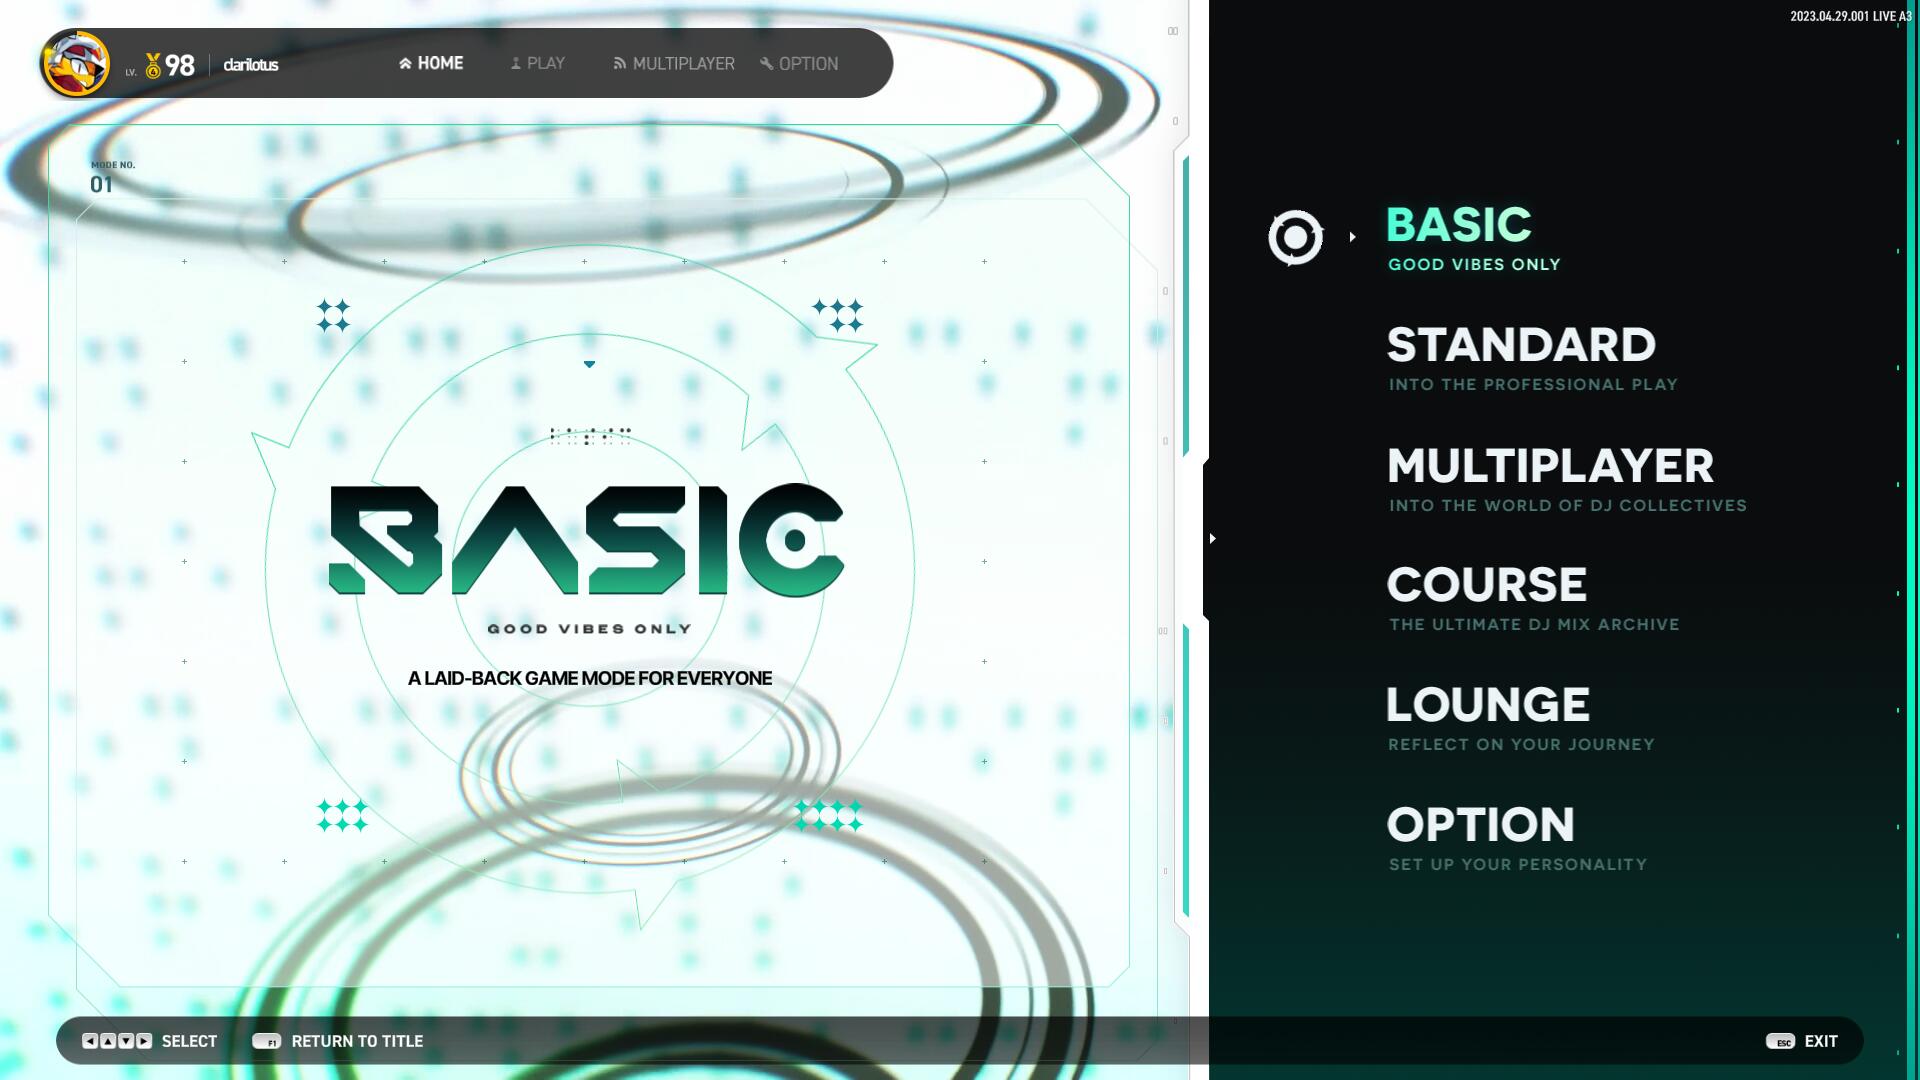 2023.04.29.001 LIVE A3
LV. 98 darilotus
HOME PLAY MULTIPLAYER OPTION
MODE NO.
01
BASIC
GOOD VIBES ONLY
A LAID-BACK GAME MODE FOR EVERYONE
BASIC
GOOD VIBES ONLY
STANDARD
INTO THE PROFESSIONAL PLAY
MULTIPLAYER
INTO THE WORLD OF DJ COLLECTIVES
COURSE
THE ULTIMATE DJ MIX ARCHIVE
LOUNGE
REFLECT ON YOUR JOURNEY
OPTION
SET UP YOUR PERSONALITY
SELECT F1 RETURN TO TITLE
ESC EXIT